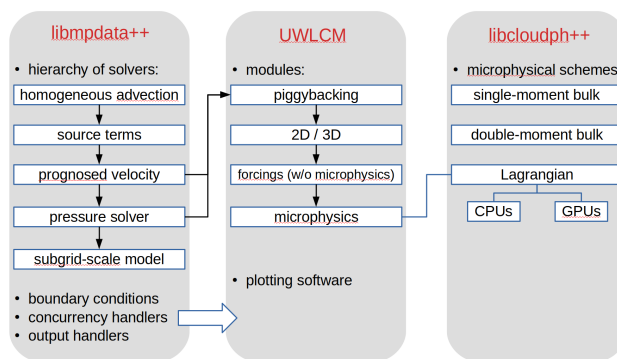 libmpdata++
• hierarchy of solvers:
homogeneous advection
source terms
prognosed velocity
pressure solver
subgrid-scale model
• boundary conditions
• concurrency handlers
• output handlers
UWLCM
• modules:
piggybacking
2D / 3D
forcings (w/o microphysics)
microphysics
• plotting software
libcloudph++
• microphysical schemes
single-moment bulk
double-moment bulk
Lagrangian
CPUs
GPUs